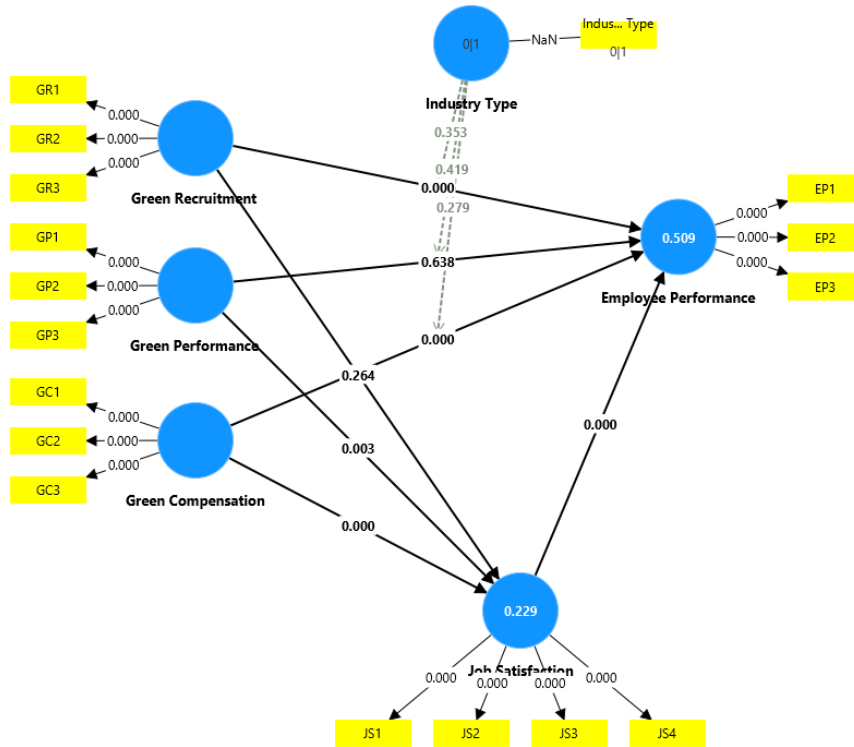 Indus... Type
0|1
NaN
0|1
Industry Type
GR1
0.000
GR2
0.000
GR3
0.000
Green Recruitment
0.353
0.419
0.000
0.279
GP1
0.000
GP2
0.000
GP3
0.000
Green Performance
0.638
0.509
Employee Performance
EP1
0.000
EP2
0.000
EP3
0.000
0.000
GC1
0.000
GC2
0.000
GC3
0.000
Green Compensation
0.264
0.003
0.000
0.000
0.229
Job Satisfaction
0.000
0.000
0.000
0.000
JS1
JS2
JS3
JS4